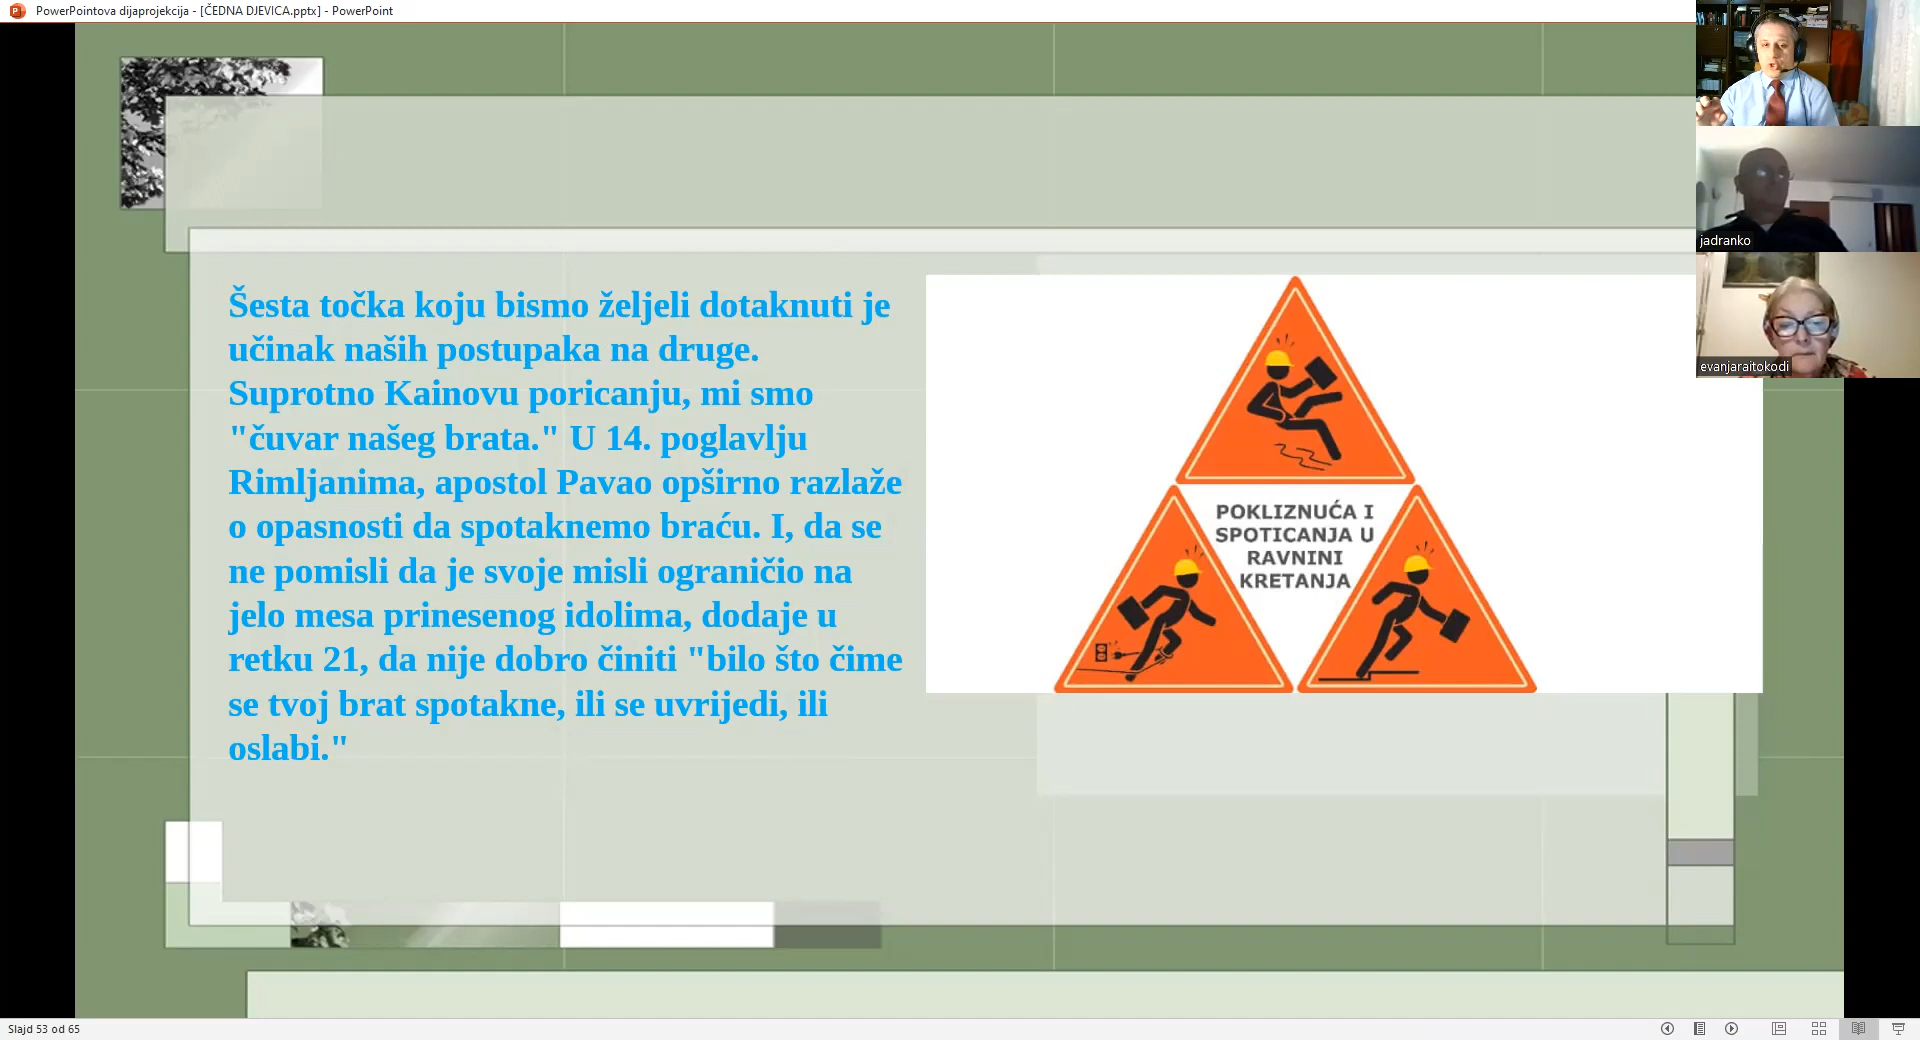 PowerPointova dijaprojekcija - [ČEDNA DJEVICA.pptx] - PowerPoint
jadranko
evanjaraitokodi
Šesta točka koju bismo željeli dotaknuti je
učinak naših postupaka na druge.
Suprotno Kainovu poricanju, mi smo
"čuvar našeg brata." U 14. poglavlju
Rimljanima, apostol Pavao opširno razlaže
o opasnosti da spotaknemo braću. I, da se
ne pomisli da je svoje misli ograničio na
jelo mesa prinesenog idolima, dodaje u
retku 21, da nije dobro činiti "bilo što čime
se tvoj brat spotakne, ili se uvrijedi, ili
oslabi."
POKLIZNUĆA I
SPOTICANJA U
RAVNINI
KRETANJA
Slajd 53 od 65